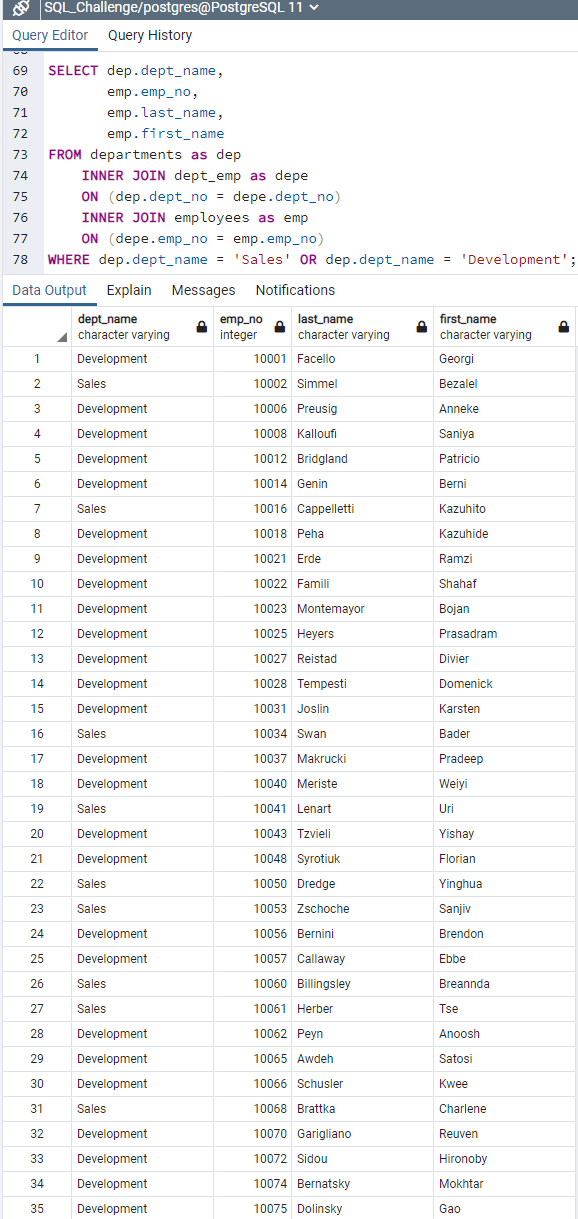 SQL_Challenge/postgres@PostgreSQL 11
Query Editor Query History
69 SELECT dep.dept_name,
70 emp.emp_no,
71 emp.last_name,
72 emp.first_name
73 FROM departments as dep
74 INNER JOIN dept_emp as depe
75 ON (dep.dept_no = depe.dept_no)
76 INNER JOIN employees as emp
77 ON (depe.emp_no = emp.emp_no)
78 WHERE dep.dept_name = 'Sales' OR dep.dept_name = 'Development';
Data Output Explain Messages Notifications
dept_name emp_no last_name first_name
character varying integer character varying character varying
1 Development 10001 Facello Georgi
2 Sales 10002 Simmel Bezalel
3 Development 10006 Preusig Anneke
4 Development 10008 Kalloufi Saniya
5 Development 10012 Bridgland Patricio
6 Development 10014 Genin Berni
7 Sales 10016 Cappelletti Kazuhito
8 Development 10018 Peha Kazuhide
9 Development 10021 Erde Ramzi
10 Development 10022 Famili Shahaf
11 Development 10023 Montemayor Bojan
12 Development 10025 Heyers Prasadram
13 Development 10027 Reistad Divier
14 Development 10028 Tempesti Domenick
15 Development 10031 Joslin Karsten
16 Sales 10034 Swan Bader
17 Development 10037 Makrucki Pradeep
18 Development 10040 Meriste Weiyi
19 Sales 10041 Lenart Uri
20 Development 10043 Tzvieli Yishay
21 Development 10048 Syrotiuk Florian
22 Sales 10050 Dredge Yinghua
23 Sales 10053 Zschoche Sanjiv
24 Development 10056 Bernini Brendon
25 Development 10057 Callaway Ebbe
26 Sales 10060 Billingsley Breannda
27 Sales 10061 Herber Tse
28 Development 10062 Peyn Anoosh
29 Development 10065 Awdeh Satosi
30 Development 10066 Schusler Kwee
31 Sales 10068 Brattka Charlene
32 Development 10070 Garigliano Reuven
33 Development 10072 Sidou Hironoby
34 Development 10074 Bernatsky Mokhtar
35 Development 10075 Dolinsky Gao